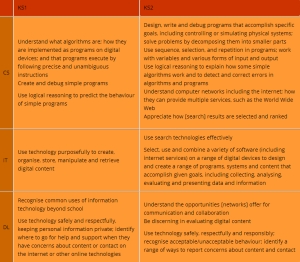 KS1
KS2
CS
Understand what algorithms are; how they
are implemented as programs on digital
devices; and that programs execute by
following precise and unambiguous
instructions
Create and debug simple programs
Use logical reasoning to predict the behaviour
of simple programs
Design, write and debug programs that accomplish specific
goals, including controlling or simulating physical systems;
solve problems by decomposing them into smaller parts
Use sequence, selection, and repetition in programs; work
with variables and various forms of input and output
Use logical reasoning to explain how some simple
algorithms work and to detect and correct errors in
algorithms and programs
Understand computer networks including the internet; how
they can provide multiple services, such as the World Wide
Web
Appreciate how [search] results are selected and ranked
IT
Use technology purposefully to create,
organise, store, manipulate and retrieve
digital content
Use search technologies effectively
Select, use and combine a variety of software (including
internet services) on a range of digital devices to design
and create a range of programs, systems and content that
accomplish given goals, including collecting, analysing,
evaluating and presenting data and information
DL
Recognise common uses of information
technology beyond school
Use technology safely and respectfully,
keeping personal information private; identify
where to go for help and support when they
have concerns about content or contact on
the internet or other online technologies
Understand the opportunities [networks] offer for
communication and collaboration
Be discerning in evaluating digital content
Use technology safely, respectfully and responsibly;
recognise acceptable/unacceptable behaviour; identify a
range of ways to report concerns about content and contact